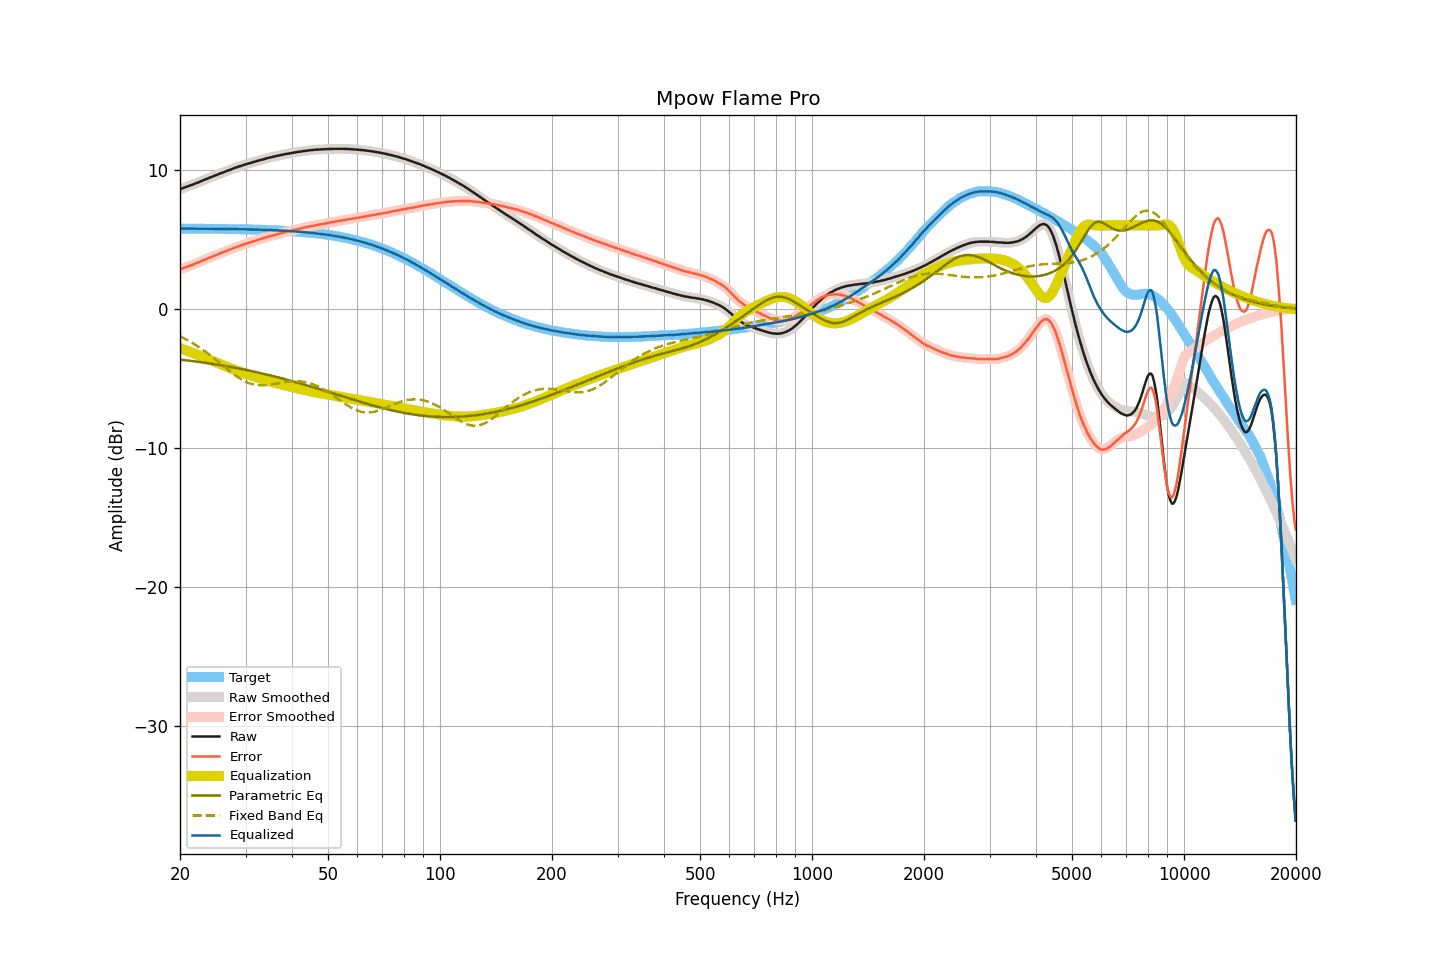 Mpow Flame Pro
10
0
−10
−20
−30
Amplitude (dBr)
Target
Raw Smoothed
Error Smoothed
Raw
Error
Equalization
Parametric Eq
Fixed Band Eq
Equalized
20 50 100 200 500 1000 2000 5000 10000 20000
Frequency (Hz)